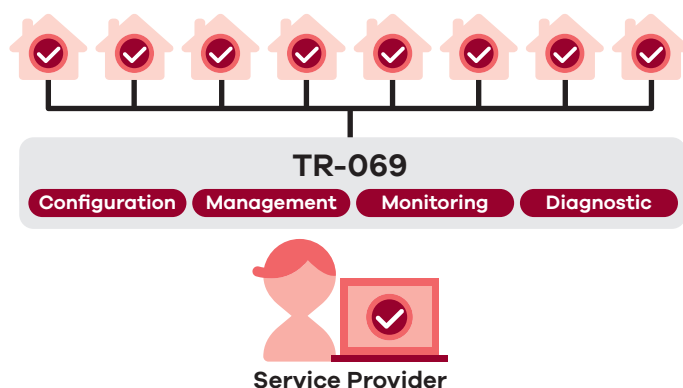 TR-069
Configuration Management Monitoring Diagnostic
Service Provider